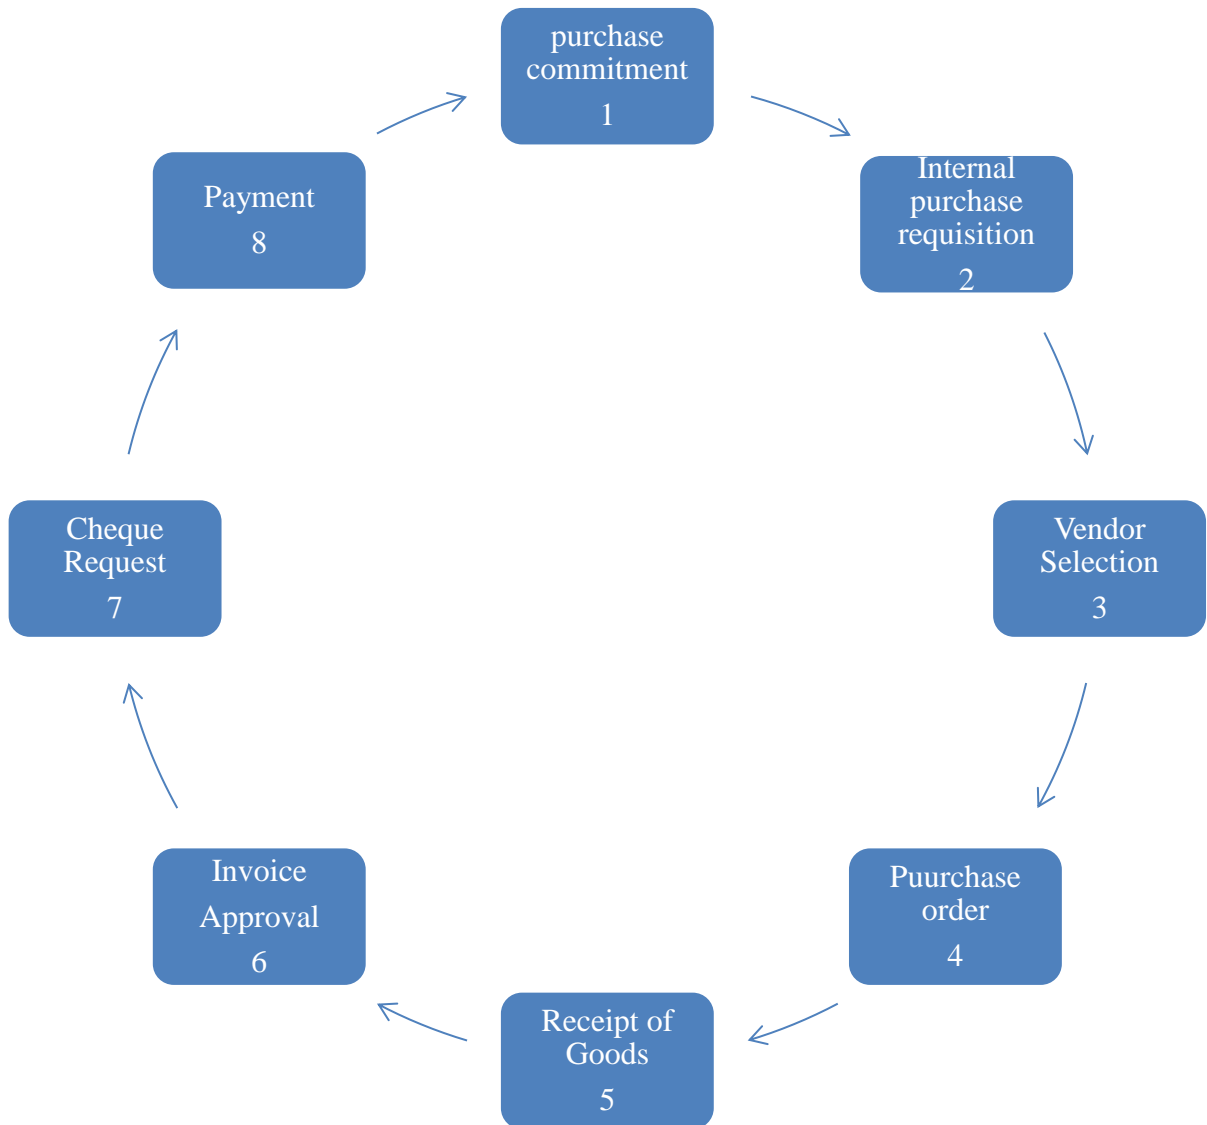 purchase
commitment
1
Internal
purchase
requisition
2
Vendor
Selection
3
Puurchase
order
4
Receipt of
Goods
5
Invoice
Approval
6
Cheque
Request
7
Payment
8